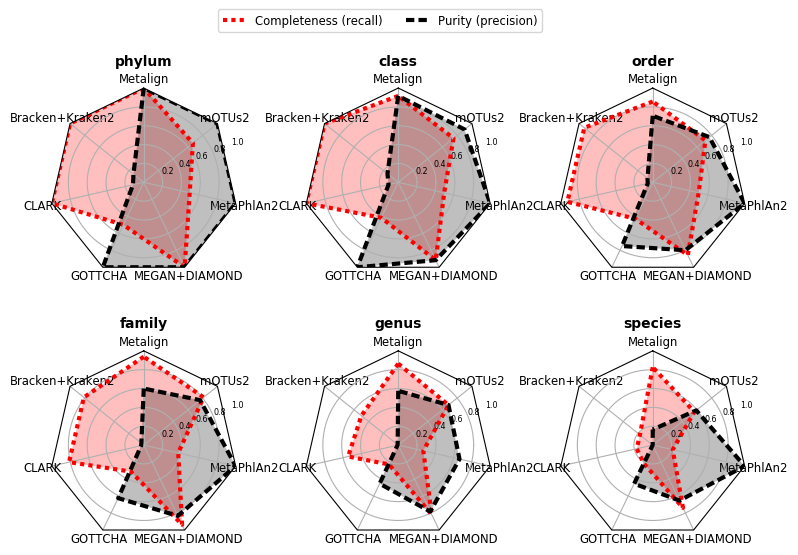 Completeness (recall) Purity (precision)
phylum class order
Metalign Metalign Metalign
Bracken+Kraken2 mOTUs2 Bracken+Kraken2 mOTUs2 Bracken+Kraken2 mOTUs2
0.2 0.4 0.6 0.8 1.0 0.2 0.4 0.6 0.8 1.0 0.2 0.4 0.6 0.8 1.0
CLARK MetaPhlAn2 CLARK MetaPhlAn2 CLARK MetaPhlAn2
GOTTCHA MEGAN+DIAMOND GOTTCHA MEGAN+DIAMOND GOTTCHA MEGAN+DIAMOND
family genus species
Metalign Metalign Metalign
Bracken+Kraken2 mOTUs2 Bracken+Kraken2 mOTUs2 Bracken+Kraken2 mOTUs2
0.2 0.4 0.6 0.8 1.0 0.2 0.4 0.6 0.8 1.0 0.2 0.4 0.6 0.8 1.0
CLARK MetaPhlAn2 CLARK MetaPhlAn2 CLARK MetaPhlAn2
GOTTCHA MEGAN+DIAMOND GOTTCHA MEGAN+DIAMOND GOTTCHA MEGAN+DIAMOND